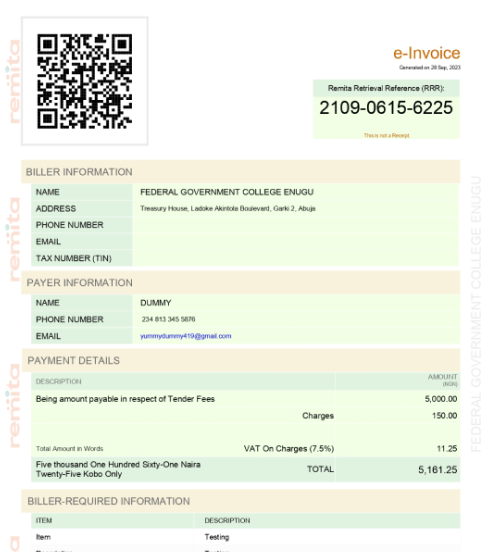 remita
e-Invoice
Generated on 28 Sep, 2023
Remita Retrieval Reference (RRR):
2109-0615-6225
This is not a Receipt
BILLER INFORMATION
NAME FEDERAL GOVERNMENT COLLEGE ENUGU
ADDRESS Treasury House, Ladoke Akintola Boulevard, Garki 2, Abuja
PHONE NUMBER
EMAIL
TAX NUMBER (TIN)
remita
FEDERAL GOVERNMENT COLLEGE ENUGU
PAYER INFORMATION
NAME DUMMY
PHONE NUMBER 234 813 345 5876
EMAIL yummydummy419@gmail.com
PAYMENT DETAILS
DESCRIPTION AMOUNT
(NGN)
Being amount payable in respect of Tender Fees 5,000.00
remita
Charges 150.00
Total Amount in Words VAT On Charges (7.5%) 11.25
Five thousand One Hundred Sixty-One Naira
Twenty-Five Kobo Only TOTAL 5,161.25
BILLER-REQUIRED INFORMATION
ITEM DESCRIPTION
Item Testing